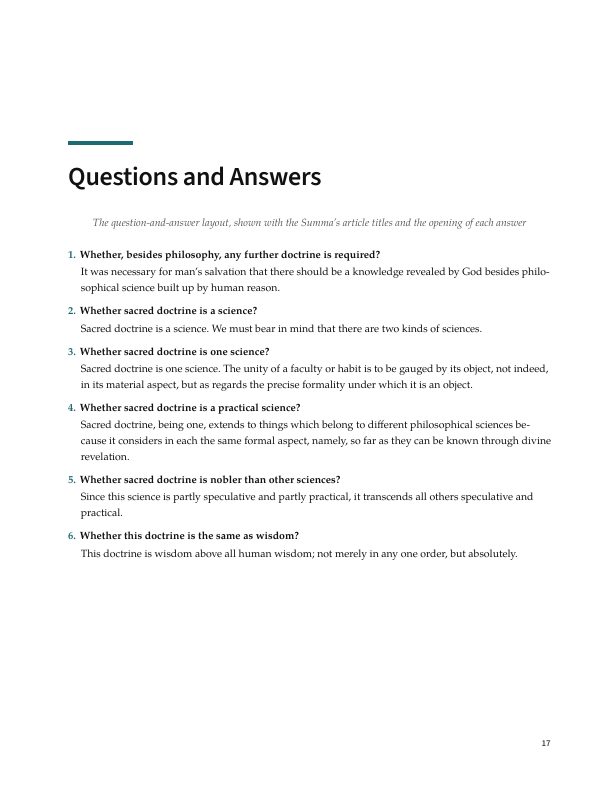 Questions and Answers
The question-and-answer layout, shown with the Summa's article titles and the opening of each answer
1. Whether, besides philosophy, any further doctrine is required?
It was necessary for man's salvation that there should be a knowledge revealed by God besides philo-
sophical science built up by human reason.
2. Whether sacred doctrine is a science?
Sacred doctrine is a science. We must bear in mind that there are two kinds of sciences.
3. Whether sacred doctrine is one science?
Sacred doctrine is one science. The unity of a faculty or habit is to be gauged by its object, not indeed,
in its material aspect, but as regards the precise formality under which it is an object.
4. Whether sacred doctrine is a practical science?
Sacred doctrine, being one, extends to things which belong to different philosophical sciences be-
cause it considers in each the same formal aspect, namely, so far as they can be known through divine
revelation.
5. Whether sacred doctrine is nobler than other sciences?
Since this science is partly speculative and partly practical, it transcends all others speculative and
practical.
6. Whether this doctrine is the same as wisdom?
This doctrine is wisdom above all human wisdom; not merely in any one order, but absolutely.
17